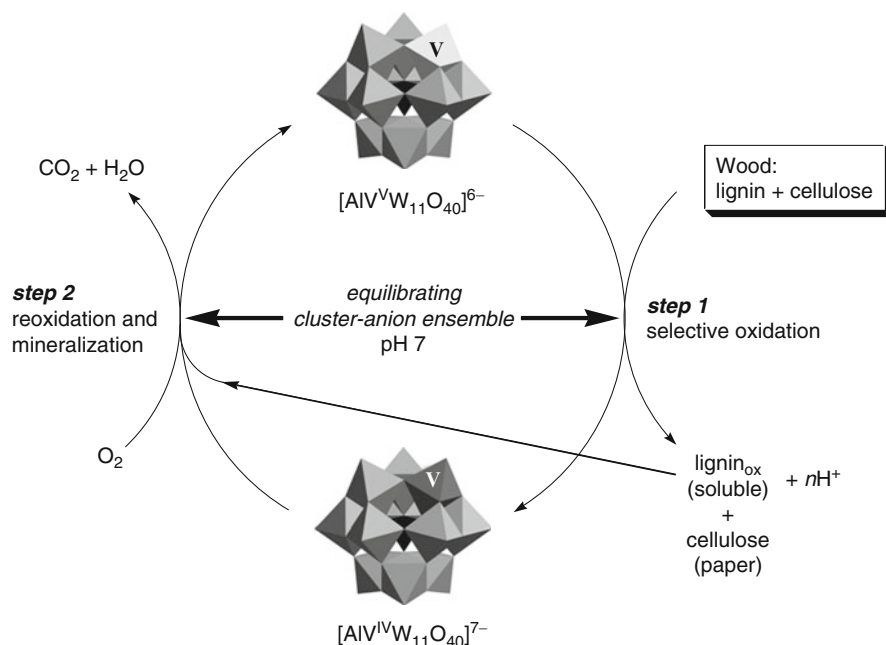 V
CO₂ + H₂O
[AlVⱽW₁₁O₄₀]⁶⁻
Wood:
lignin + cellulose
step 2
reoxidation and
mineralization
equilibrating
cluster-anion ensemble
pH 7
step 1
selective oxidation
O₂
V
ligninₒₓ
(soluble)
+ nH⁺
+
cellulose
(paper)
[AlVᴵⱽW₁₁O₄₀]⁷⁻